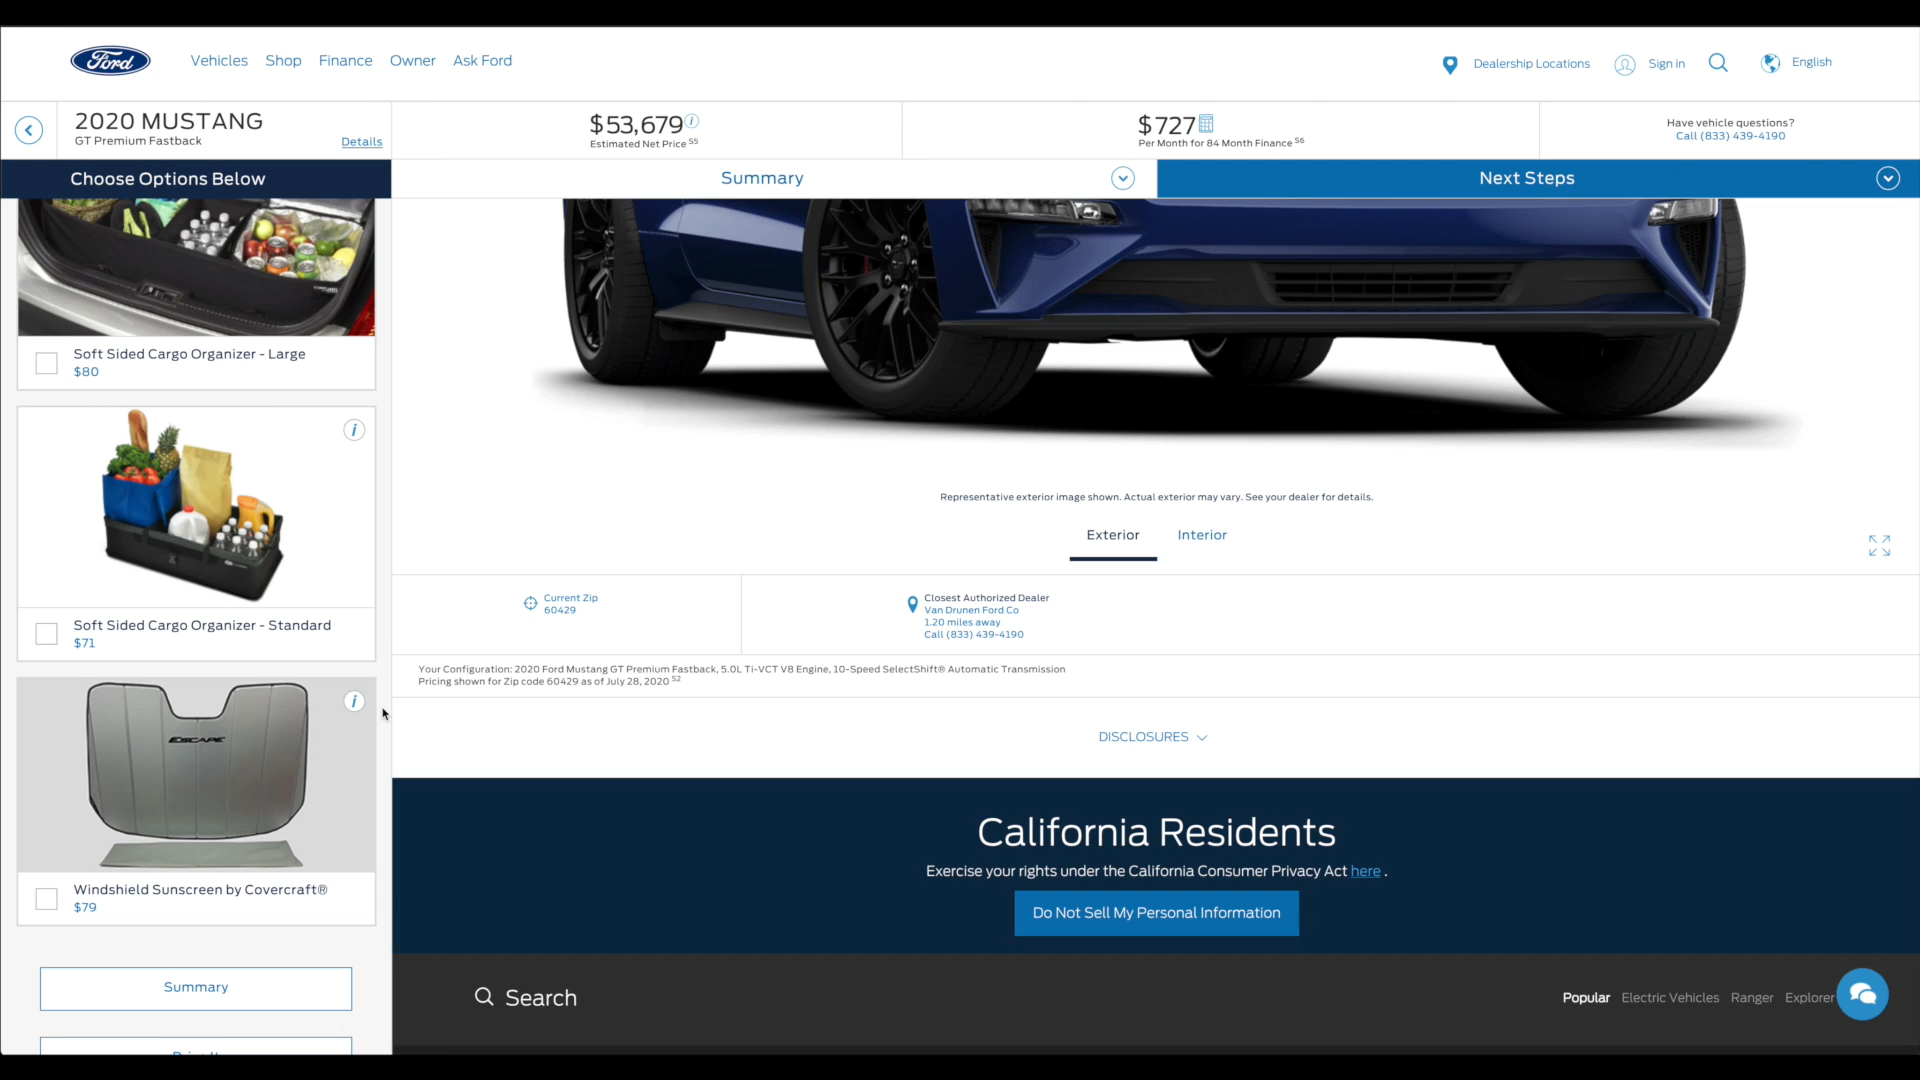 Ford
Vehicles
Shop
Finance
Owner
Ask Ford
Dealership Locations
Sign in
English
2020 MUSTANG
GT Premium Fastback
Details
$53,679
Estimated Net Price S5
$727
Per Month for 84 Month Finance S6
Have vehicle questions?
Call (833) 439-4190
Choose Options Below
Summary
Next Steps
Soft Sided Cargo Organizer - Large
$80
Soft Sided Cargo Organizer - Standard
$71
ESCAPE
Windshield Sunscreen by Covercraft®
$79
Summary
Representative exterior image shown. Actual exterior may vary. See your dealer for details.
Exterior
Interior
Current Zip
60429
Closest Authorized Dealer
Van Drunen Ford Co
1.20 miles away
Call (833) 439-4190
Your Configuration: 2020 Ford Mustang GT Premium Fastback, 5.0L Ti-VCT V8 Engine, 10-Speed SelectShift® Automatic Transmission
Pricing shown for Zip code 60429 as of July 28, 2020 S2
DISCLOSURES
California Residents
Exercise your rights under the California Consumer Privacy Act here .
Do Not Sell My Personal Information
Search
Popular
Electric Vehicles
Ranger
Explorer